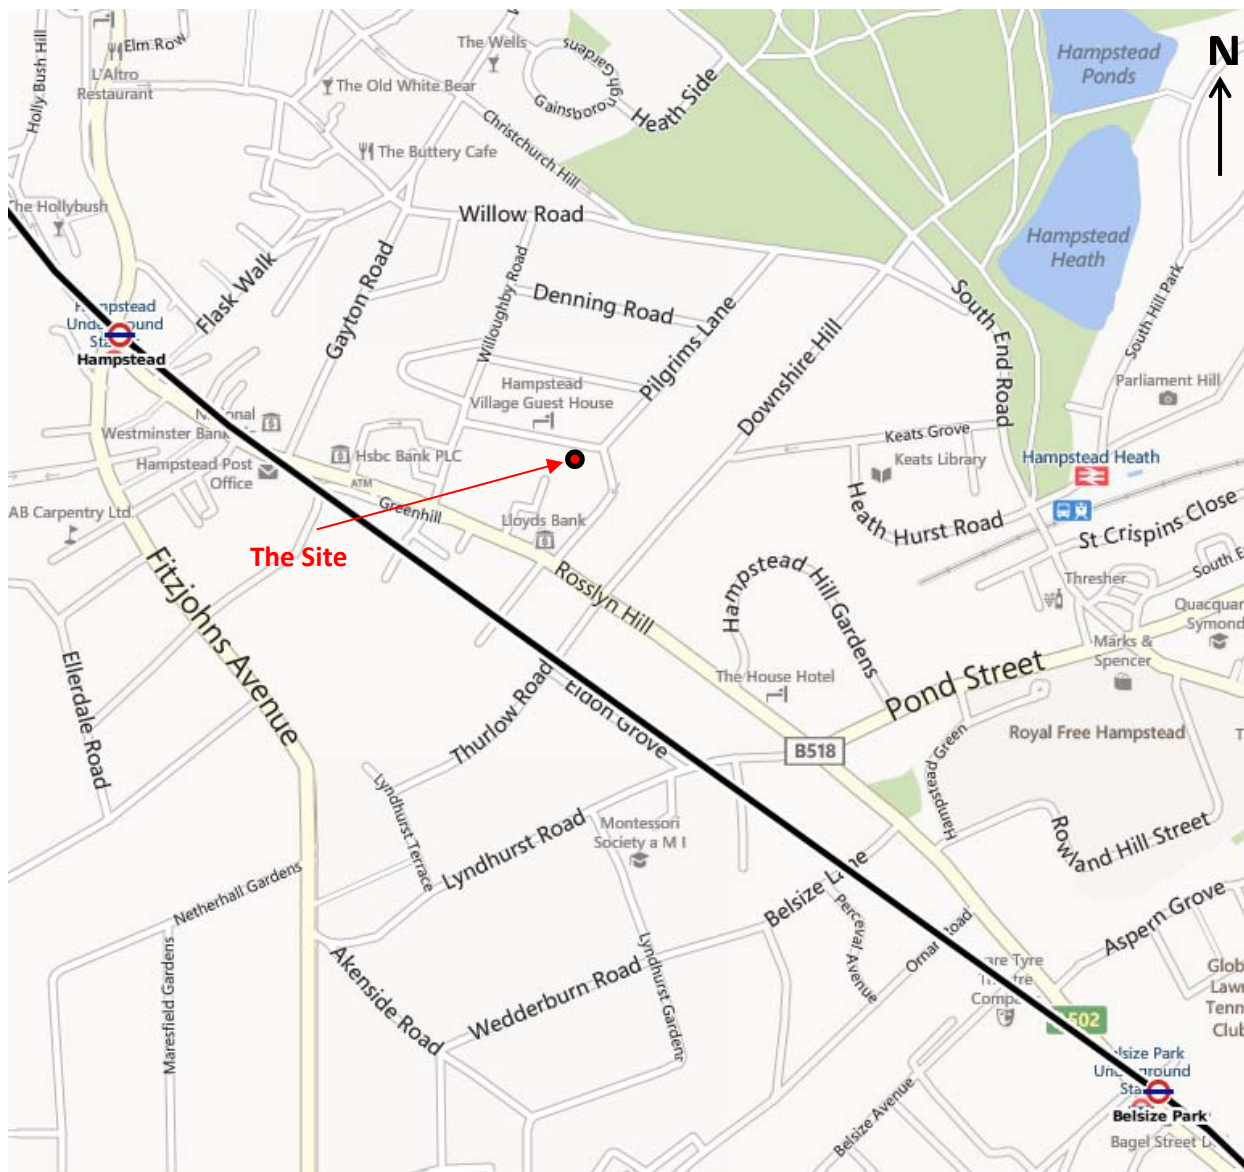 Elm Row
Holly Bush Hill
L'Altro
Restaurant
The Wells
The Old White Bear
Gardens
Heath Side
Hampstead
Ponds
N
Christchurch Hill
The Buttery Cafe
The Hollybush
Willow Road
Flask Walk
Gayton Road
Willoughby Road
Denning Road
Pilgrims Lane
Downshire Hill
South End Road
Hampstead
Heath
South Hill Park
Hampstead
Parliament Hill
Hampstead
Village Guest House
Westminster Bank
Hampstead Post
Office
Hsbc Bank PLC
ATM
Greenhill
Lloyds Bank
Keats Grove
Keats Library
Hampstead Heath
Heath Hurst Road
St Crispins Close
AB Carpentry Ltd
The Site
Fitzjohns Avenue
Rosslyn Hill
Hampstead Hill Gardens
Thresher
Marks &
Spencer
Ellerdale Road
Thurlow Road
Eldon Grove
The House Hotel
Pond Street
B518
Hampstead Green
Royal Free Hampstead
Lyndhurst Terrace
Lyndhurst Road
Montessori
Society a M I
Rowland Hill Street
Netherhall Gardens
Maresfield Gardens
Akenside Road
Wedderburn Road
Belsize Lane
Perceval Avenue
Aspern Grove
Belsize Avenue
Belsize Park
Bagel Street